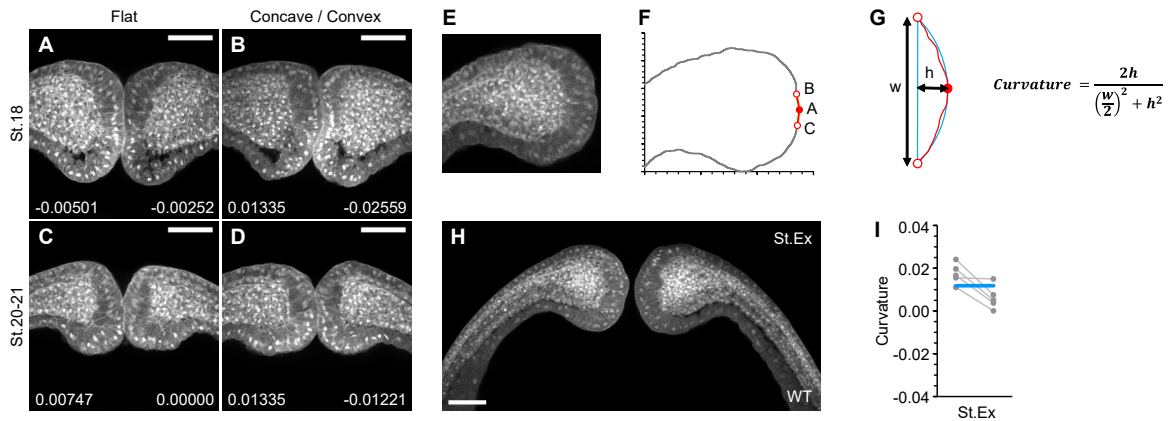 Flat
Concave / Convex
St.18
A
-0.00501
-0.00252
B
0.01335
-0.02559
St.20-21
C
0.00747
0.00000
D
0.01335
-0.01221
E
F
B
A
C
G
w
h
Curvature = 2h / ((w/2)^2 + h^2)
H
St.Ex
WT
I
Curvature
0.04
0.02
0.00
-0.02
-0.04
St.Ex